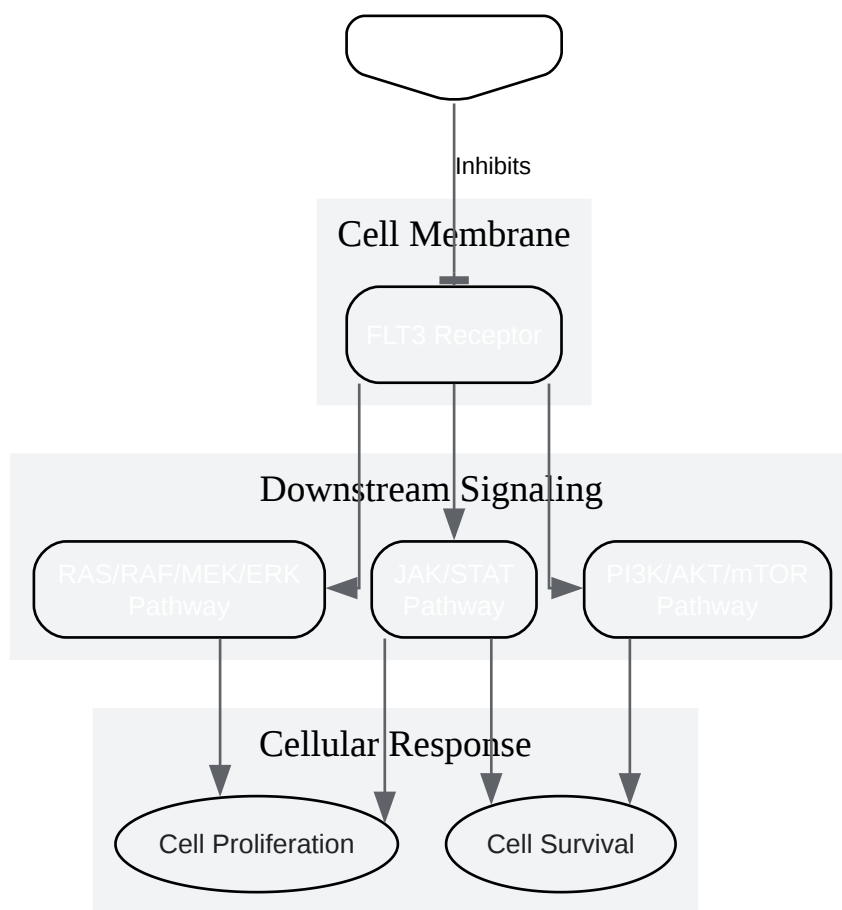 Inhibits
Cell Membrane
FLT3 Receptor
Downstream Signaling
RAS/RAF/MEK/ERK
Pathway
JAK/STAT
Pathway
PI3K/AKT/mTOR
Pathway
Cellular Response
Cell Proliferation
Cell Survival